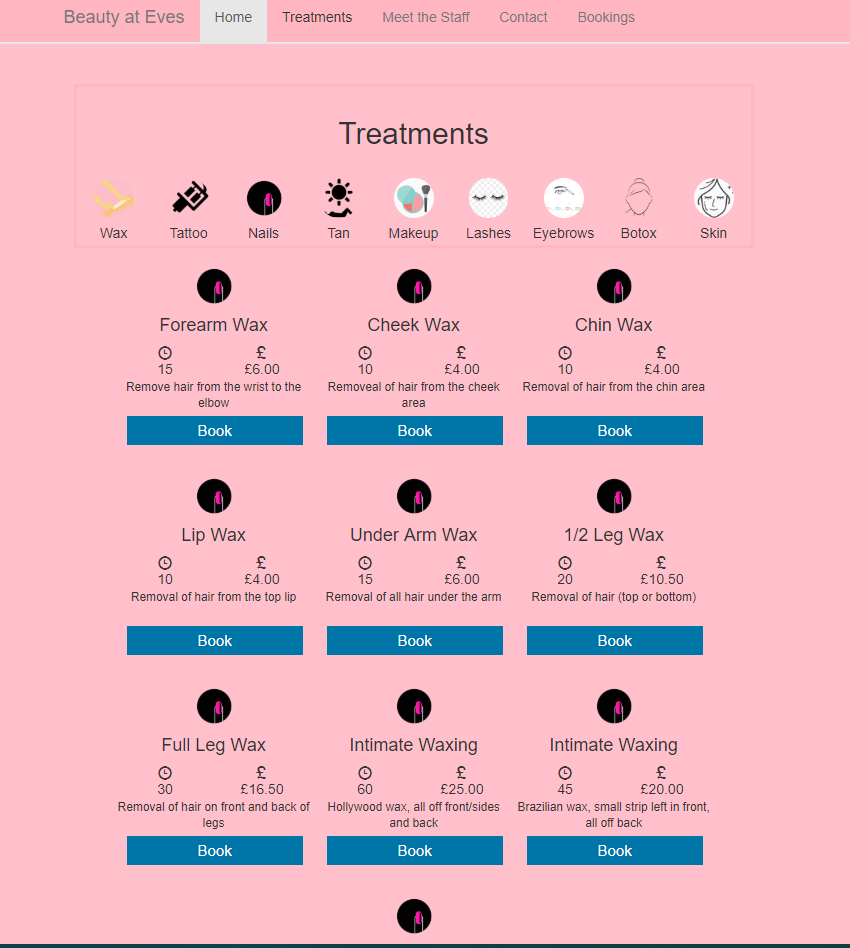 Beauty at Eves Home Treatments Meet the Staff Contact Bookings
Treatments
Wax Tattoo Nails Tan Makeup Lashes Eyebrows Botox Skin
Forearm Wax
15 £ £6.00
Remove hair from the wrist to the
elbow
Book
Cheek Wax
10 £ £4.00
Removeal of hair from the cheek
area
Book
Chin Wax
10 £ £4.00
Removal of hair from the chin area
Book
Lip Wax
10 £ £4.00
Removal of hair from the top lip
Book
Under Arm Wax
15 £ £6.00
Removal of all hair under the arm
Book
1/2 Leg Wax
20 £ £10.50
Removal of hair (top or bottom)
Book
Full Leg Wax
30 £ £16.50
Removal of hair on front and back of
legs
Book
Intimate Waxing
60 £ £25.00
Hollywood wax, all off front/sides
and back
Book
Intimate Waxing
45 £ £20.00
Brazilian wax, small strip left in front,
all off back
Book